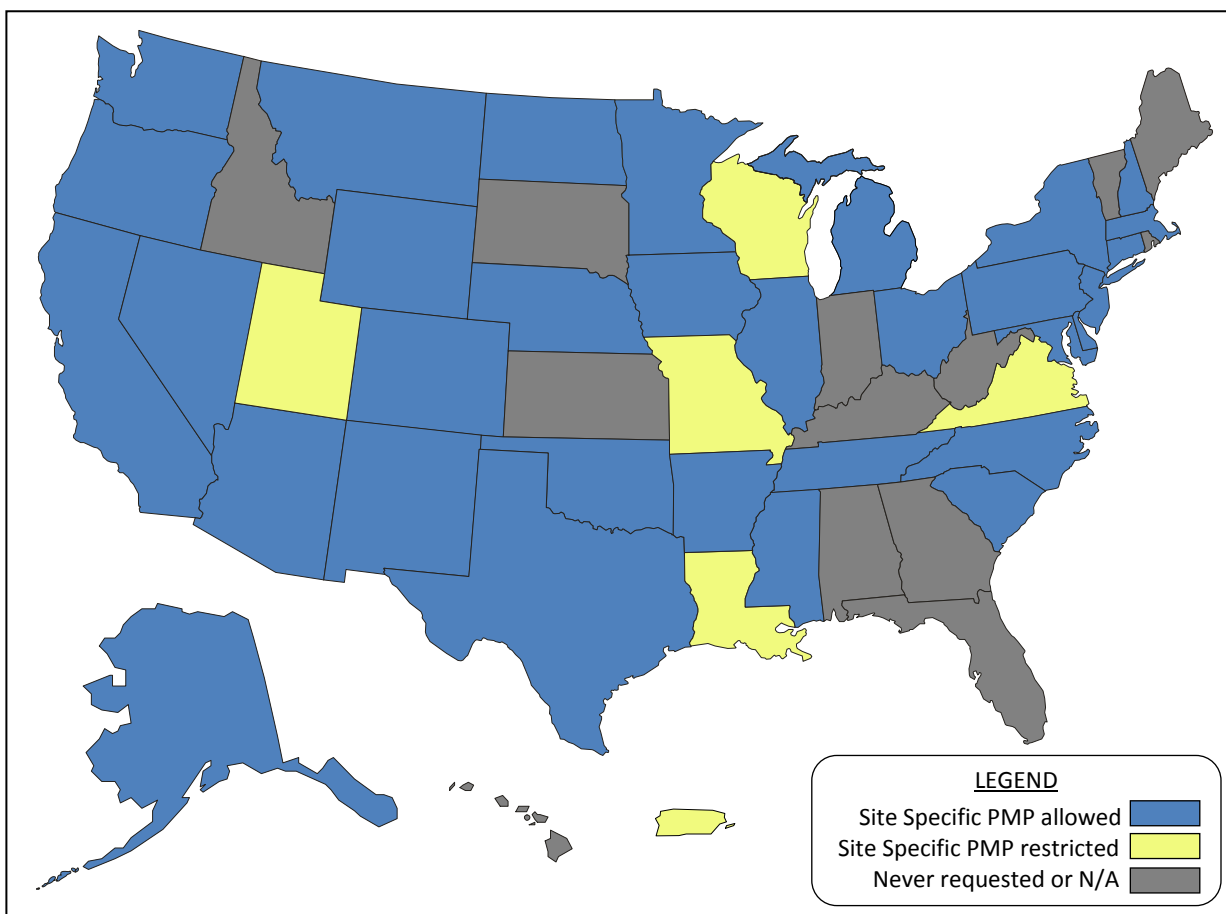 LEGEND
Site Specific PMP allowed
Site Specific PMP restricted
Never requested or N/A